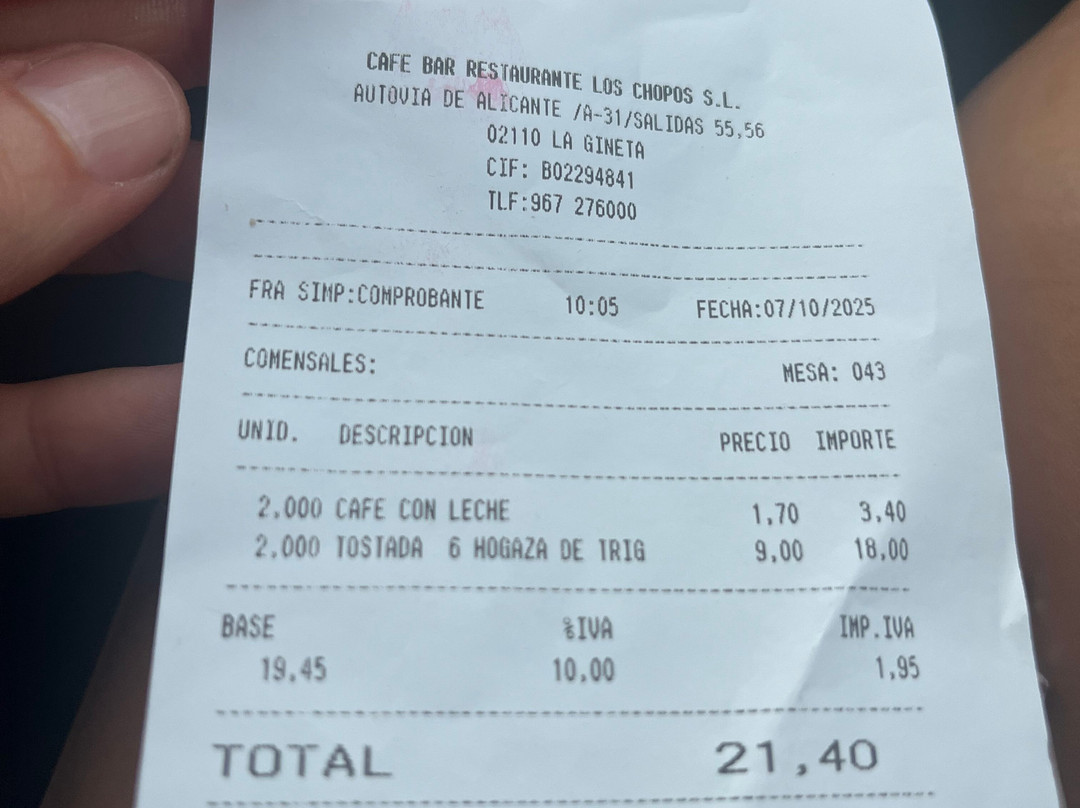 CAFE BAR RESTAURANTE LOS CHOPOS S.L.
AUTOVIA DE ALICANTE /A-31/SALIDAS 55,56
02110 LA GINETA
CIF: B02294841
TLF:967 276000
FRA SIMP:COMPROBANTE 10:05 FECHA:07/10/2025
COMENSALES: MESA: 043
UNID. DESCRIPCION PRECIO IMPORTE
2,000 CAFE CON LECHE 1,70 3,40
2,000 TOSTADA 6 HOGAZA DE TRIG 9,00 18,00
BASE %IVA IMP.IVA
19,45 10,00 1,95
TOTAL 21,40